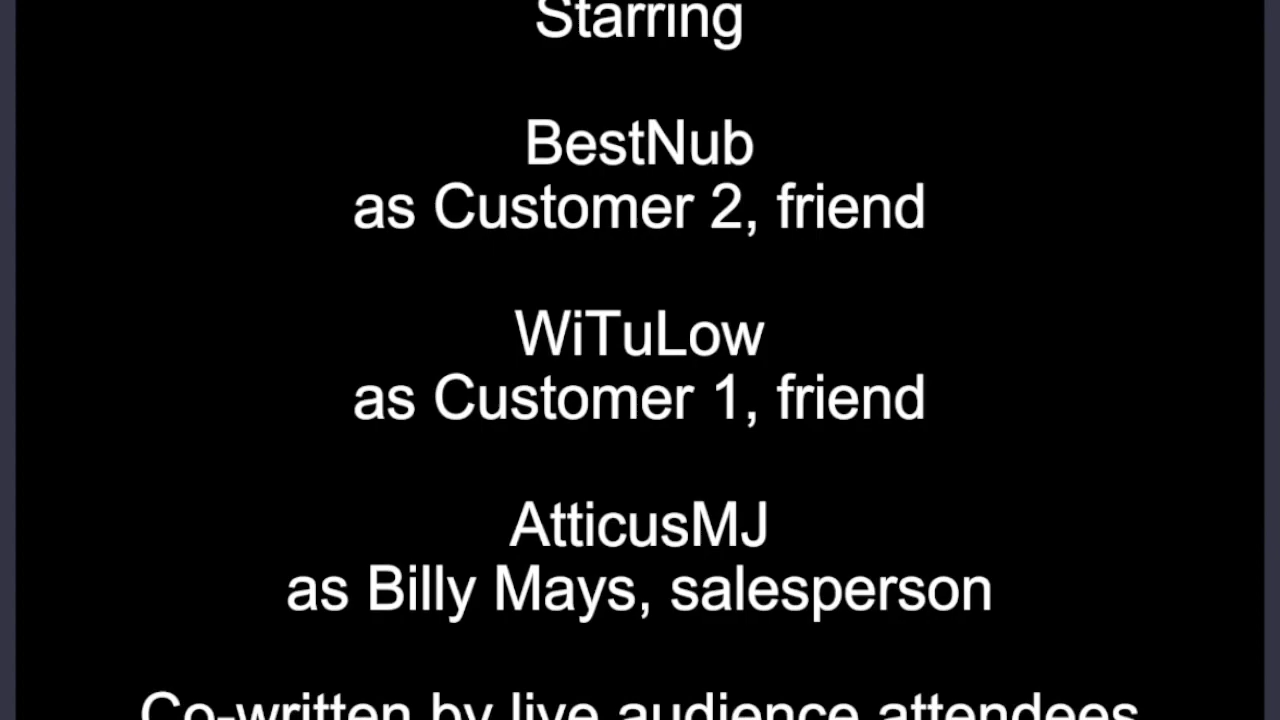 Starring
BestNub
as Customer 2, friend
WiTuLow
as Customer 1, friend
AtticusMJ
as Billy Mays, salesperson
Co-written by live audience attendees